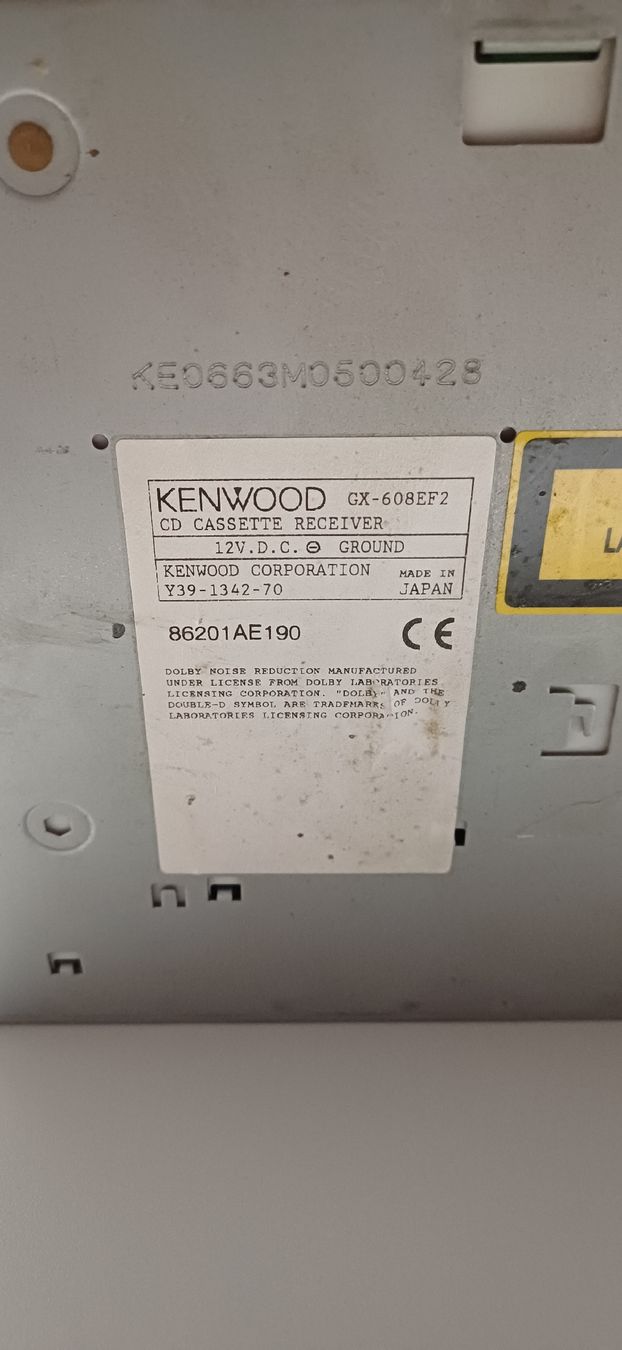 KE0663M0500428
KENWOOD GX-608EF2
CD CASSETTE RECEIVER
12V.D.C. ⊖ GROUND
KENWOOD CORPORATION MADE IN
Y39-1342-70 JAPAN
86201AE190 CE
DOLBY NOISE REDUCTION MANUFACTURED
UNDER LICENSE FROM DOLBY LABORATORIES
LICENSING CORPORATION. "DOLBY" AND THE
DOUBLE-D SYMBOL ARE TRADEMARKS OF DOLBY
LABORATORIES LICENSING CORPORATION.